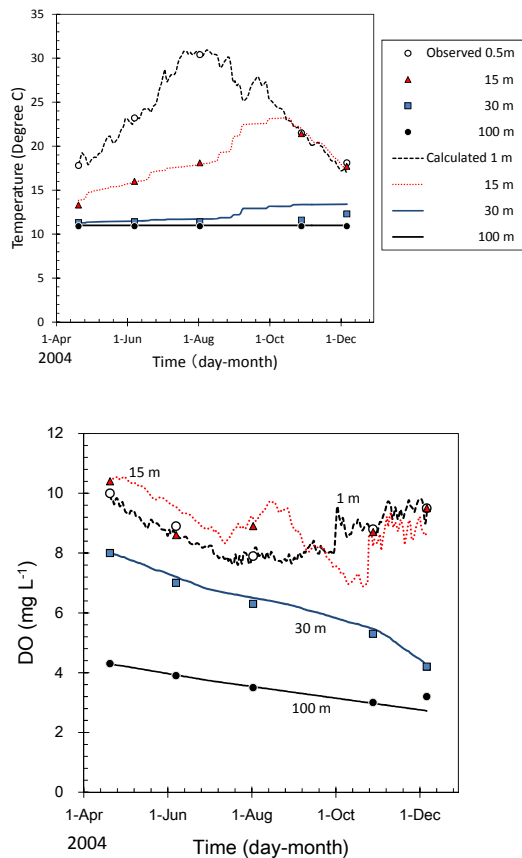 35
30
25
20
15
10
5
0
Temperature (Degree C)
1-Apr 1-Jun 1-Aug 1-Oct 1-Dec
2004
Time (day-month)
Observed 0.5m
15 m
30 m
100 m
Calculated 1 m
15 m
30 m
100 m
12
10
8
6
4
2
0
DO (mg L-1)
15 m
1 m
30 m
100 m
1-Apr 1-Jun 1-Aug 1-Oct 1-Dec
2004
Time (day-month)